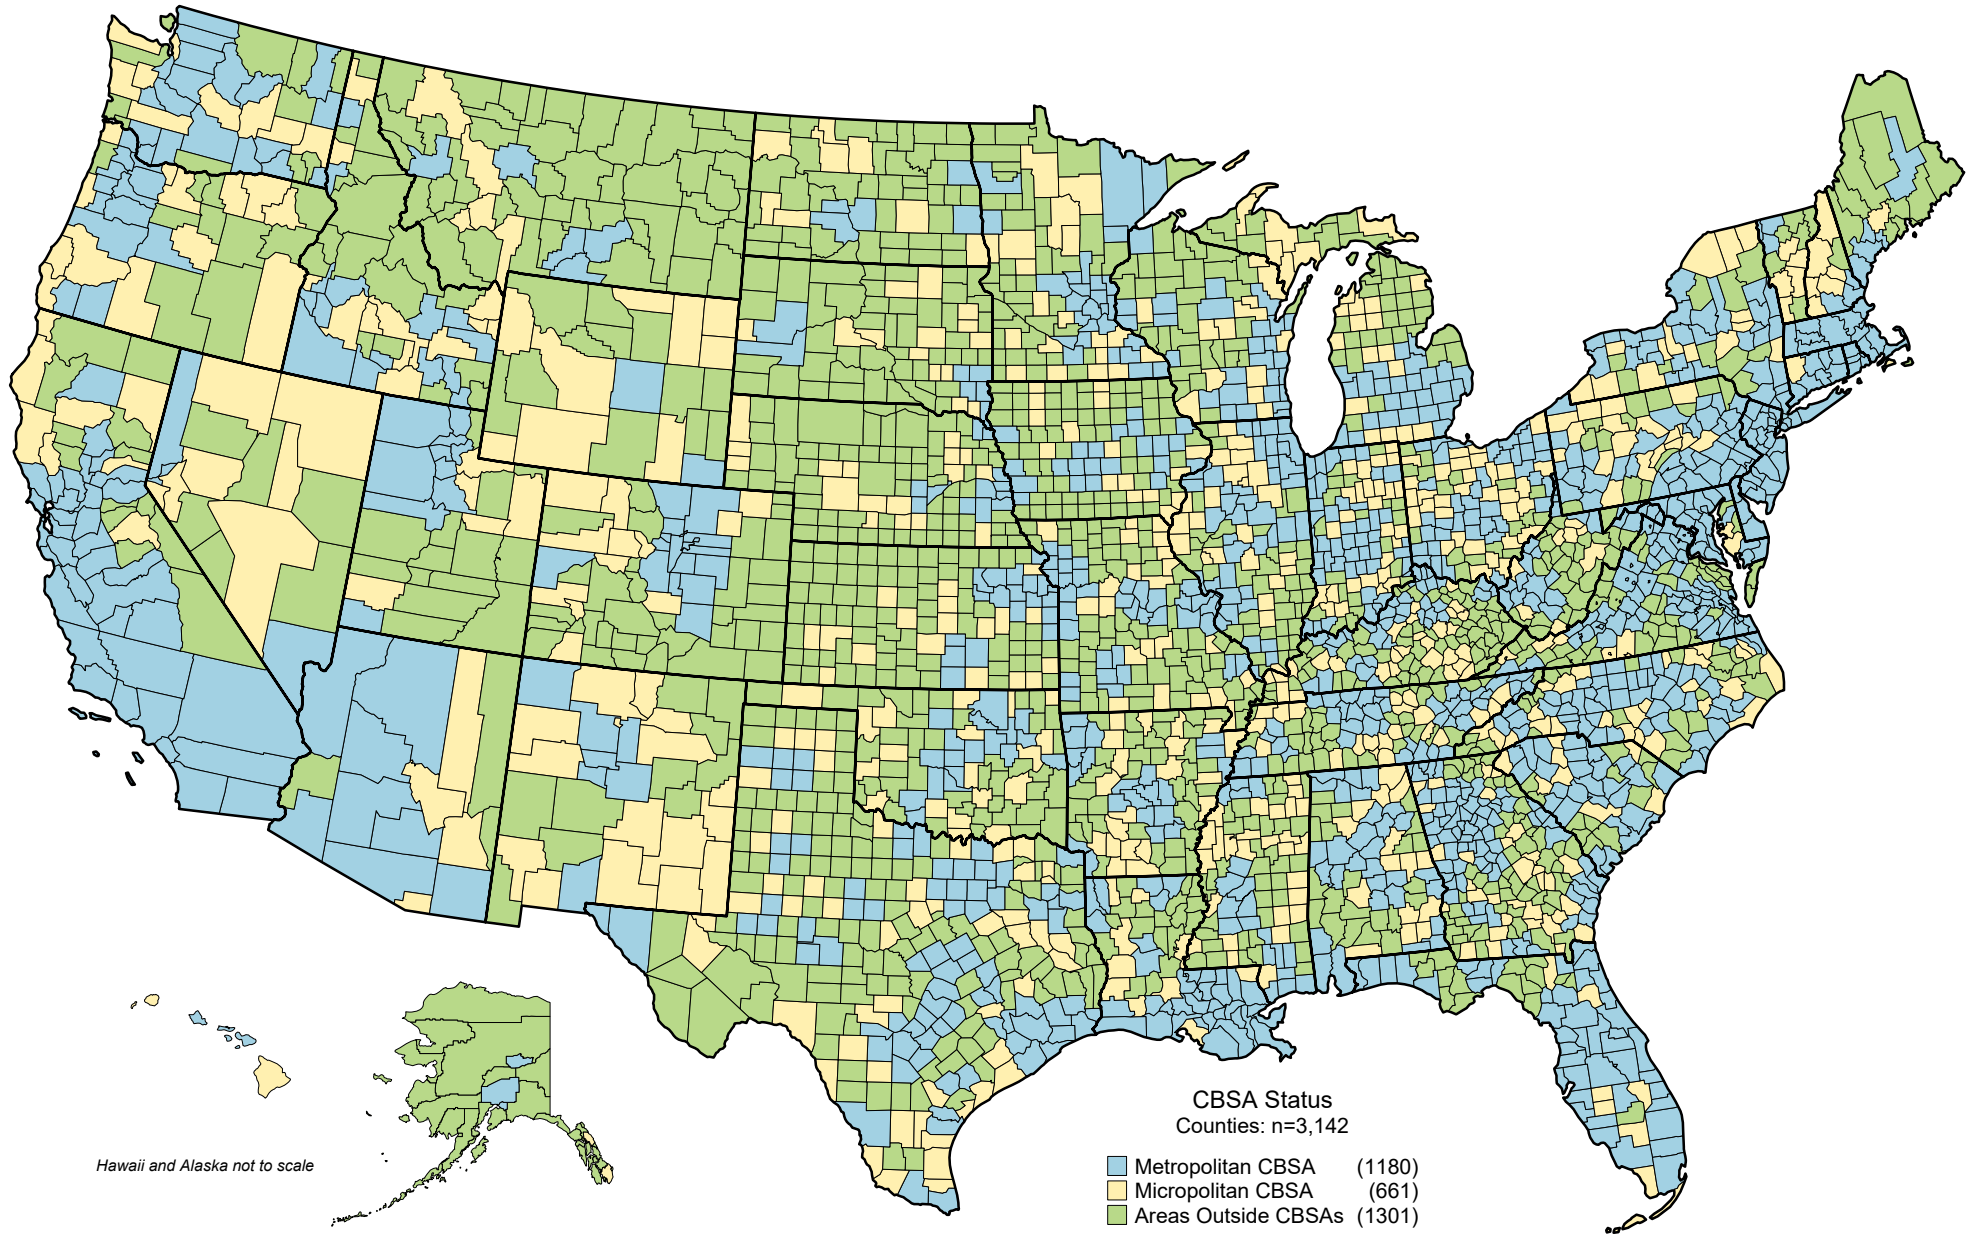 CBSA Status
Counties: n=3,142
Metropolitan CBSA (1180)
Hawaii and Alaska not to scale
Micropolitan CBSA (661)
Areas Outside CBSAs (1301)